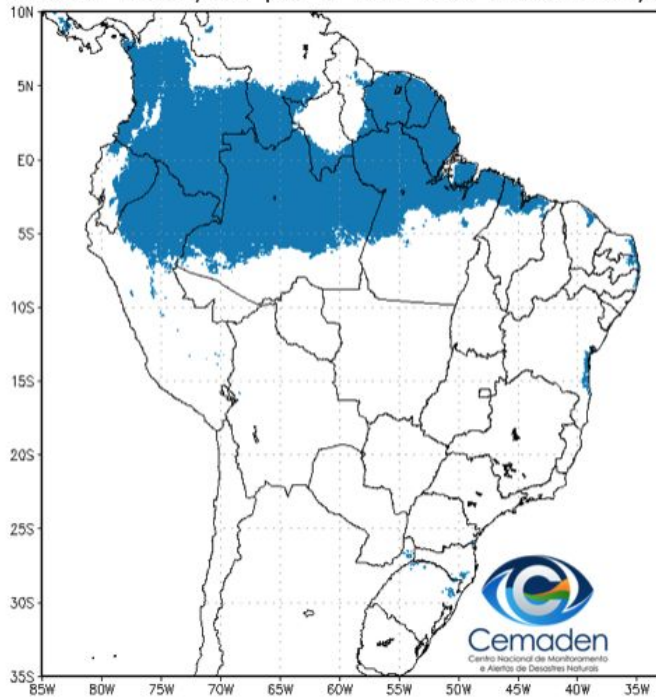 10N
5N
EQ
5S
10S
15S
20S
25S
30S
35S
85W 80W 75W 70W 65W 60W 55W 50W 45W 40W 35W
Cemaden
Centro Nacional de Monitoramento
e Alertas de Desastres Naturais